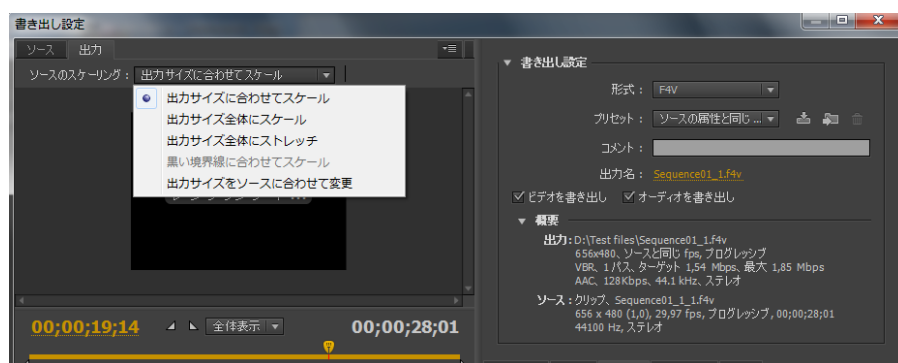 書き出し設定
ソース 出力
ソースのスケーリング： 出力サイズに合わせてスケール
出力サイズに合わせてスケール
出力サイズ全体にスケール
出力サイズ全体にストレッチ
黒い境界線に合わせてスケール
出力サイズをソースに合わせて変更
00;00;19;14
全体表示
00;00;28;01
書き出し設定
形式： F4V
プリセット： ソースの属性と同じ ...
コメント：
出力名： Sequence01_1.f4v
ビデオを書き出し オーディオを書き出し
概要
出力：D:\Test files\Sequence01_1.f4v
656x480、ソースと同じ fps, プログレッシブ
VBR、1 パス、ターゲット 1,54 Mbps、最大 1,85 Mbps
AAC、128Kbps、44.1 kHz、ステレオ
ソース：クリップ、Sequence01_1_1.f4v
656 x 480 (1,0), 29,97 fps, プログレッシブ, 00;00;28;01
44100 Hz, ステレオ